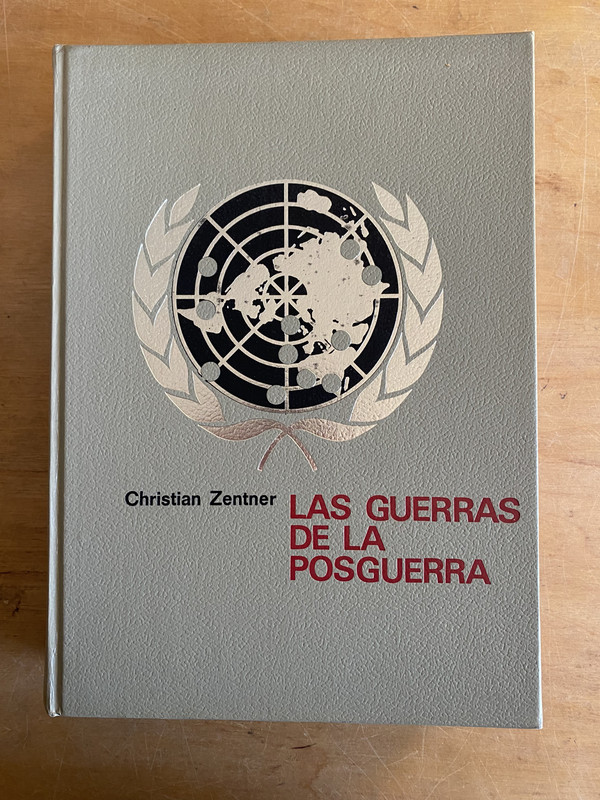 Christian Zentner
LAS GUERRAS
DE LA
POSGUERRA